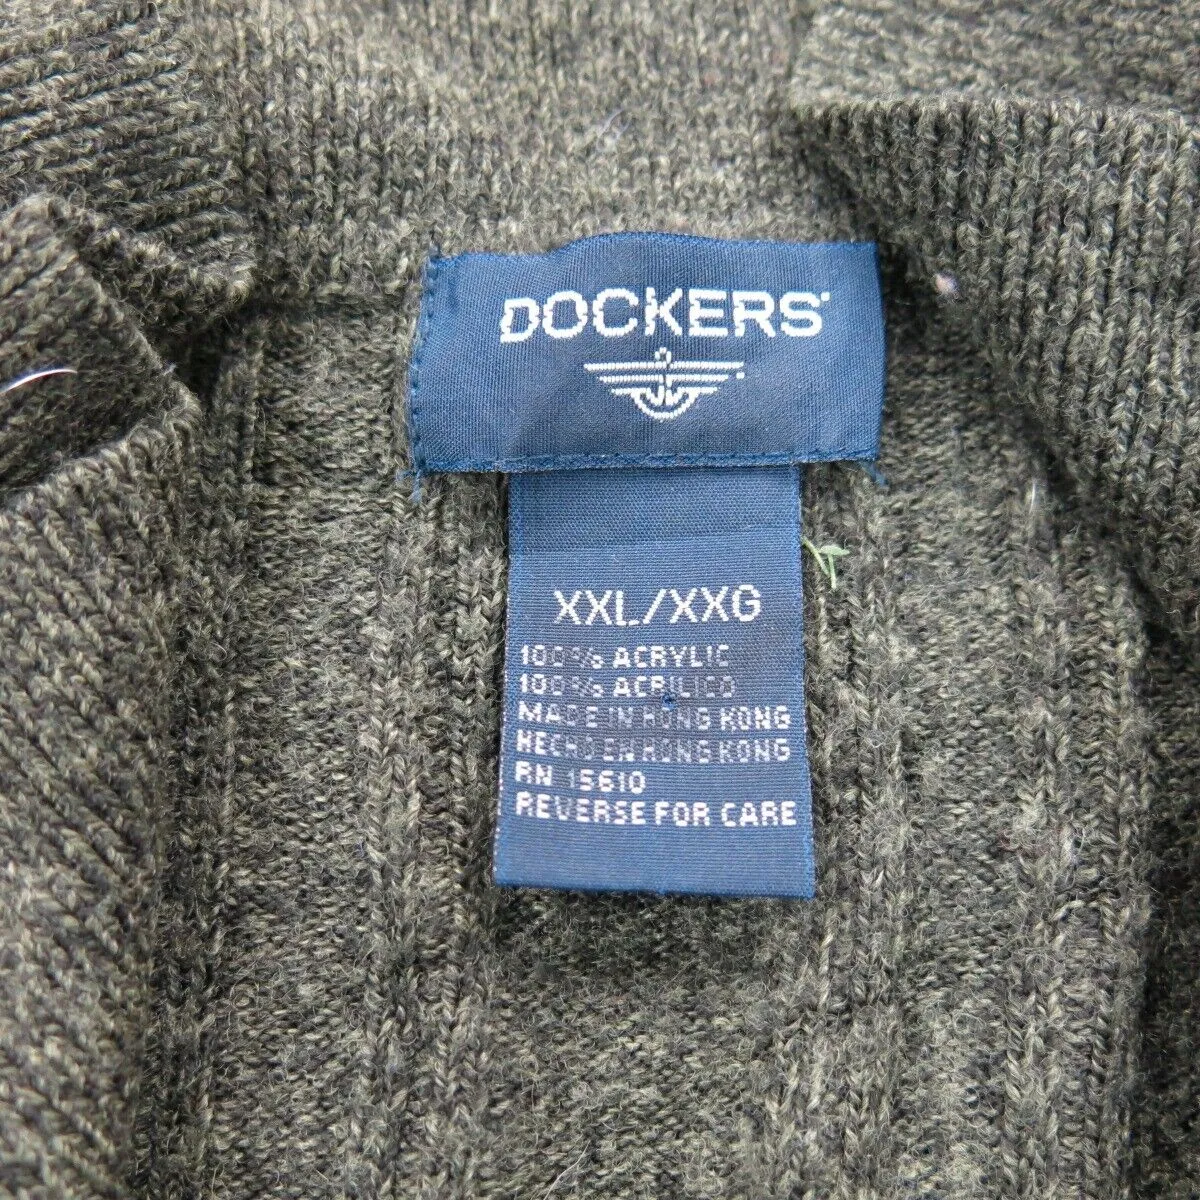 DOCKERS
XXL/XXG
100% ACRYLIC
100% ACRILICO
MADE IN HONG KONG
HECHO EN HONG KONG
RN 15610
REVERSE FOR CARE